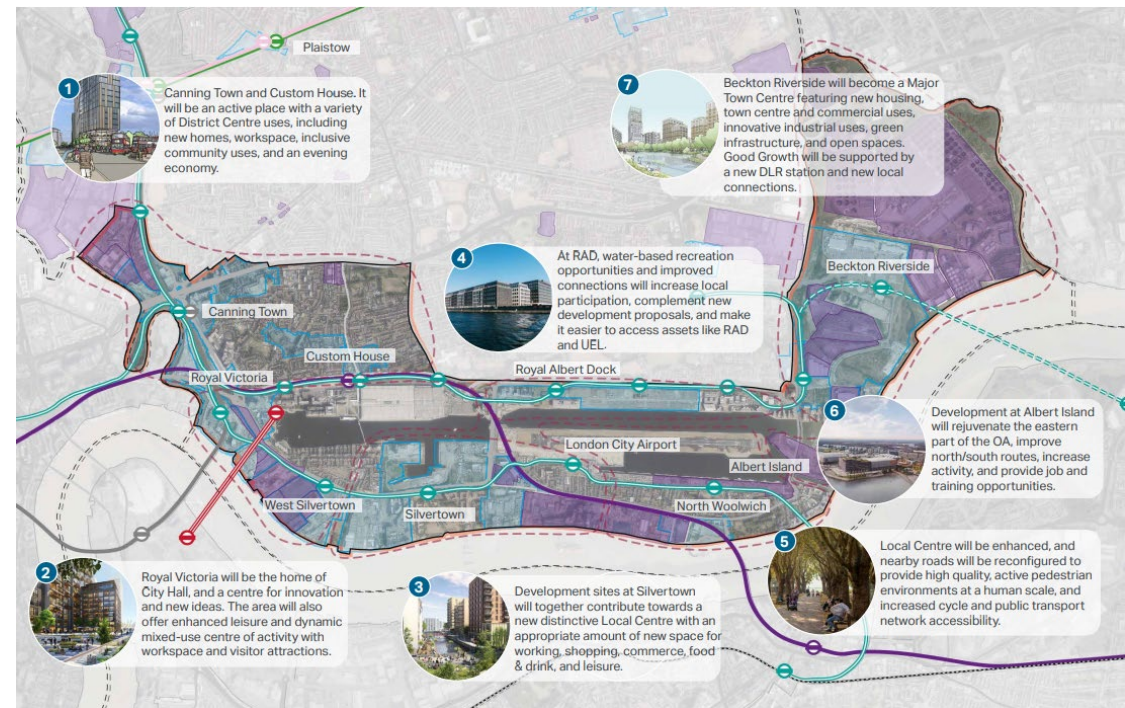 Plaistow
1
Canning Town and Custom House. It
will be an active place with a variety
of District Centre uses, including
new homes, workspace, inclusive
community uses, and an evening
economy.
7
Beckton Riverside will become a Major
Town Centre featuring new housing,
town centre and commercial uses,
innovative industrial uses, green
infrastructure, and open spaces.
Good Growth will be supported by
a new DLR station and new local
connections.
4
At RAD, water-based recreation
opportunities and improved
connections will increase local
participation, complement new
development proposals, and make
it easier to access assets like RAD
and UEL.
Beckton Riverside
Canning Town
Custom House
Royal Victoria
Royal Albert Dock
London City Airport
Albert Island
West Silvertown
Silvertown
North Woolwich
6
Development at Albert Island
will rejuvenate the eastern
part of the OA, improve
north/south routes, increase
activity, and provide job and
training opportunities.
2
Royal Victoria will be the home of
City Hall, and a centre for innovation
and new ideas. The area will also
offer enhanced leisure and dynamic
mixed-use centre of activity with
workspace and visitor attractions.
3
Development sites at Silvertown
will together contribute towards a
new distinctive Local Centre with an
appropriate amount of new space for
working, shopping, commerce, food
& drink, and leisure.
5
Local Centre will be enhanced, and
nearby roads will be reconfigured to
provide high quality, active pedestrian
environments at a human scale, and
increased cycle and public transport
network accessibility.